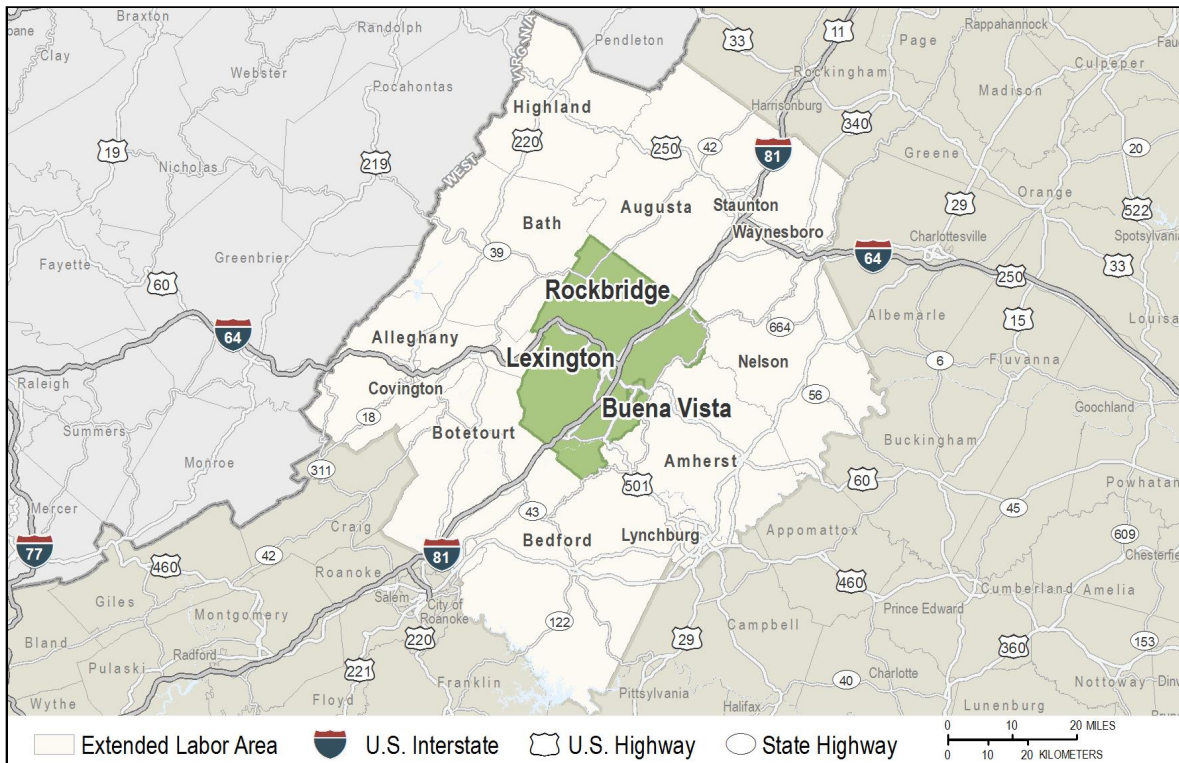 oane
Clay
Braxton
Randolph
Webster
Pocahontas
Pendleton
33
11
Page
Rappahannock
Fau
Culpeper
Rockingham
Madison
Harrisonburg
WEST
VIRGINIA
Highland
220
250
42
81
340
Greene
20
19
Nicholas
219
Orange
29
522
Augusta
Staunton
Waynesboro
Charlottesville
Spotsylvania
Bath
39
64
250
33
Fayette
Greenbrier
60
Rockbridge
15
Albemarle
Louisa
64
Alleghany
Lexington
664
Nelson
6
Fluvanna
Raleigh
Covington
Buena Vista
56
Goochland
18
Summers
Botetourt
Buckingham
Monroe
311
Amherst
60
Powhatan
Mercer
501
45
77
Craig
43
Bedford
Lynchburg
Appomattox
609
42
81
Chesterfie
460
Roanoke
460
Cumberland
Amelia
Giles
Salem
City of
Roanoke
Prince Edward
Montgomery
122
Bland
220
29
Campbell
360
153
Radford
Pulaski
221
Charlotte
Nottoway
Dinw
Franklin
40
Wythe
Floyd
Pittsylvania
Halifax
Lunenburg
Extended Labor Area
U.S. Interstate
U.S. Highway
State Highway
0 10 20 MILES
0 10 20 KILOMETERS